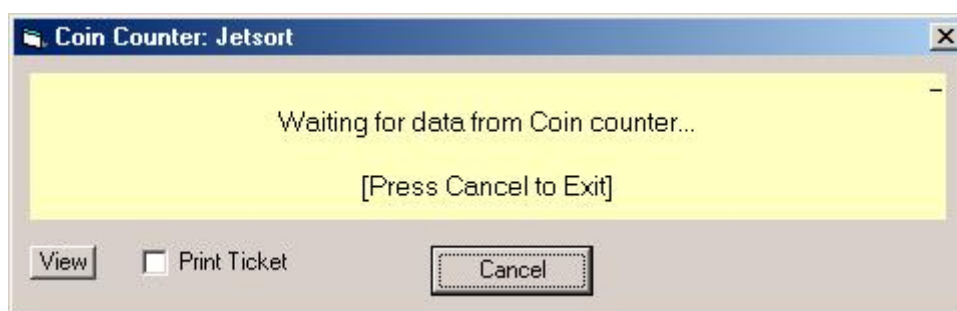 Coin Counter: Jetsort
Waiting for data from Coin counter...
[Press Cancel to Exit]
View Print Ticket Cancel